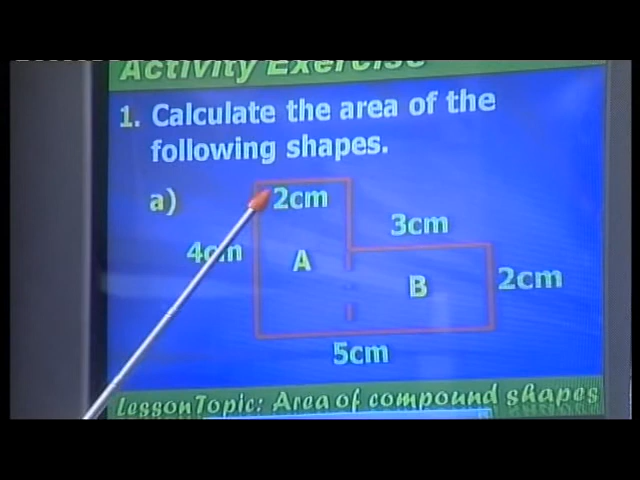 Activity Exercise
1. Calculate the area of the
following shapes.
a)
2cm
3cm
4cm
A
B
2cm
5cm
Lesson Topic: Area of compound shapes